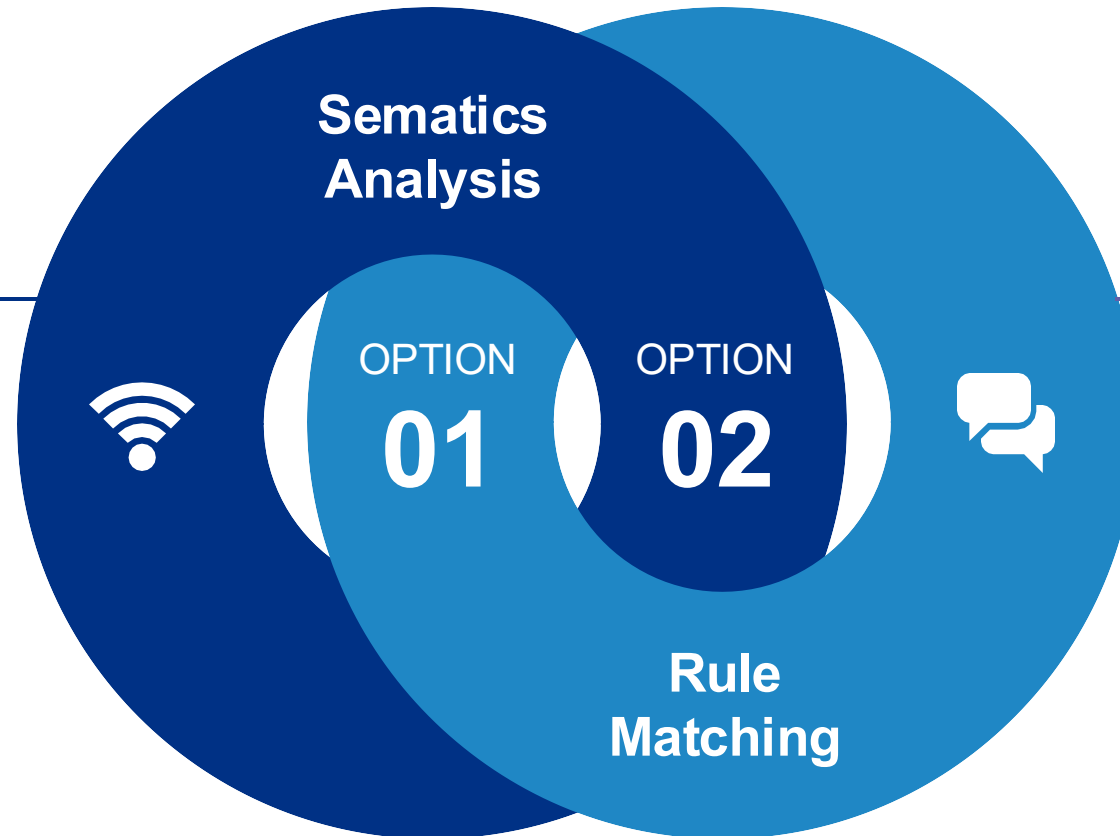 Sematics
Analysis
OPTION
01
OPTION
02
Rule
Matching